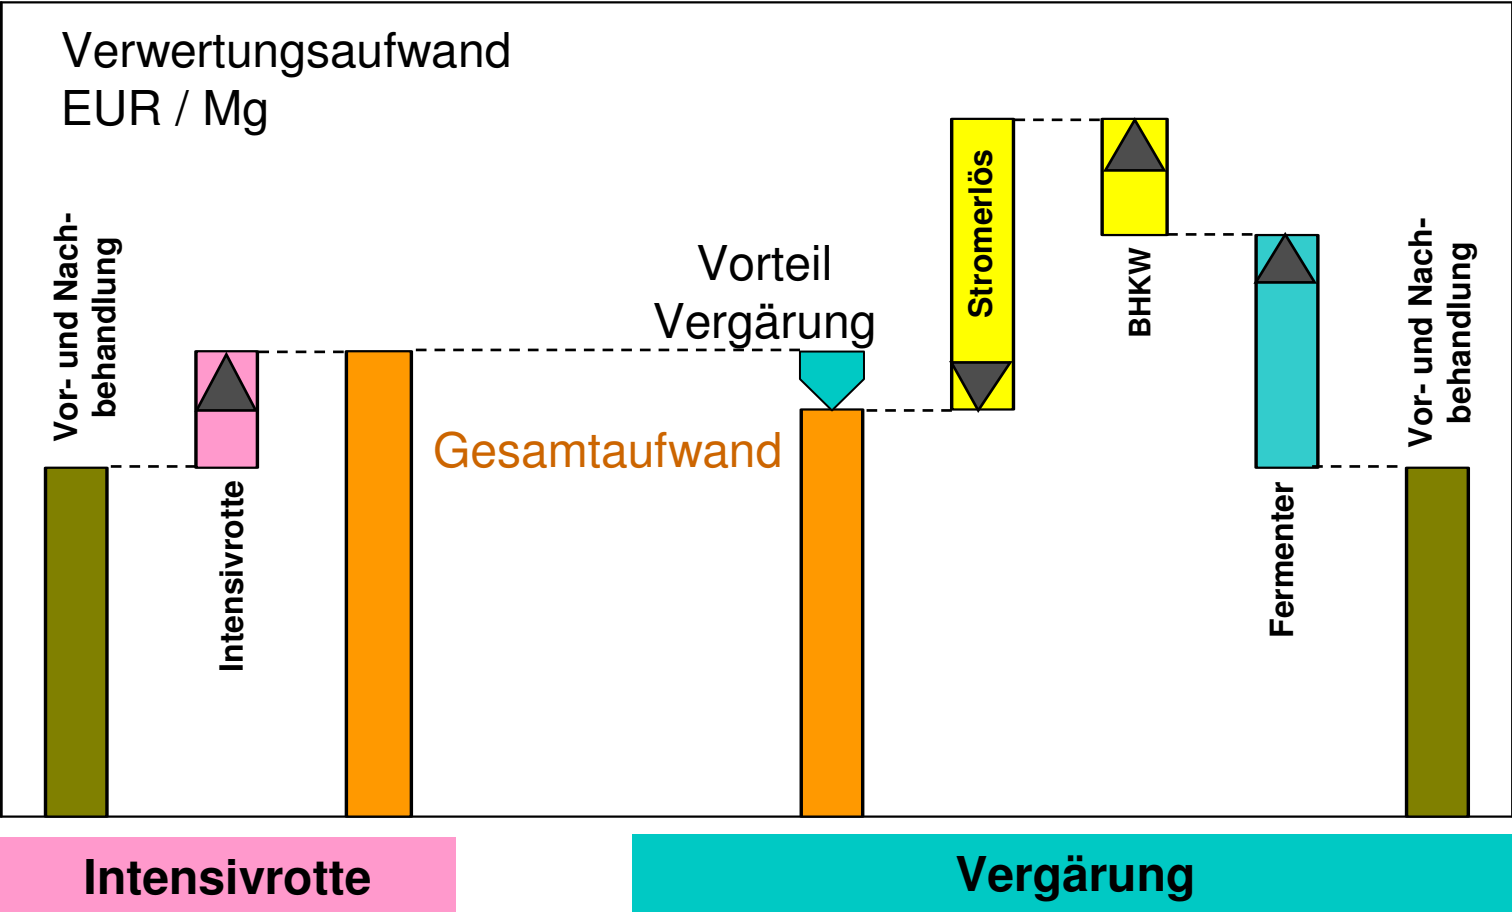 Verwertungsaufwand
EUR / Mg
Vor- und Nach-
behandlung
Intensivrotte
Gesamtaufwand
Vorteil
Vergärung
Stromerlös
BHKW
Fermenter
Vor- und Nach-
behandlung
Intensivrotte
Vergärung